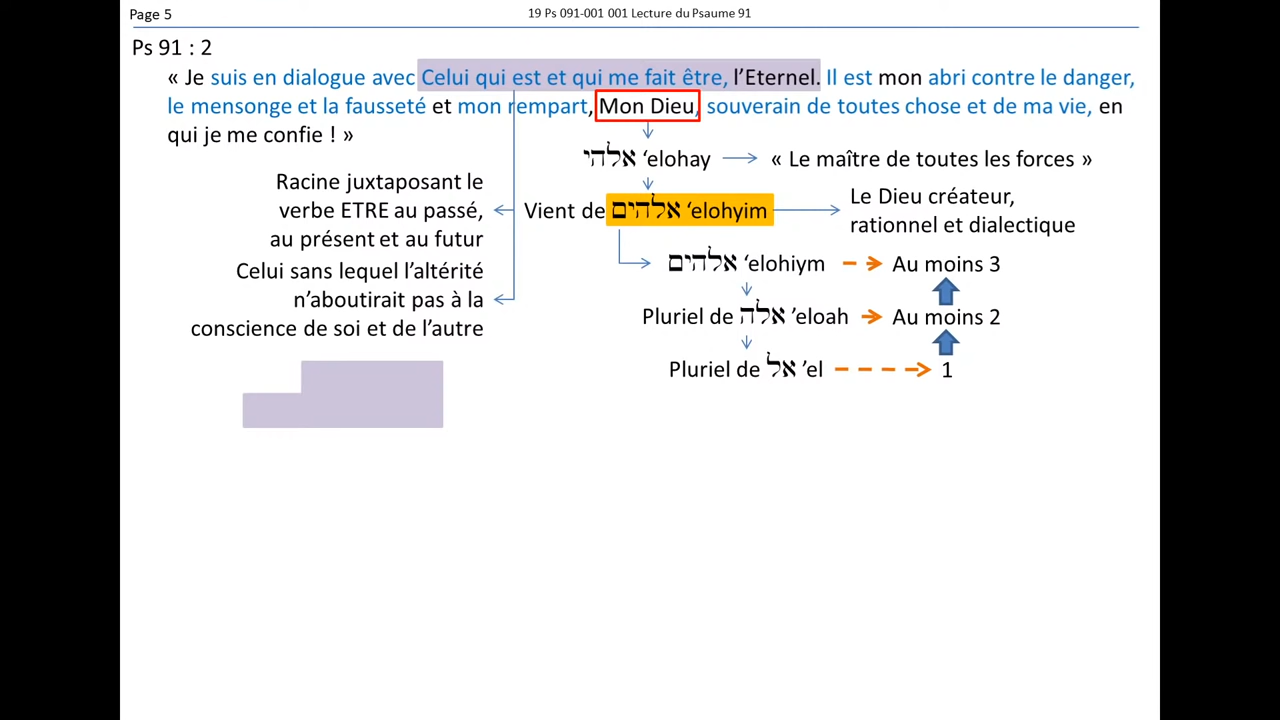 Page 5
19 Ps 091-001 001 Lecture du Psaume 91
Ps 91 : 2
« Je suis en dialogue avec Celui qui est et qui me fait être, l’Eternel. Il est mon abri contre le danger,
le mensonge et la fausseté et mon rempart, Mon Dieu, souverain de toutes chose et de ma vie, en
qui je me confie ! »
אלהי ‘elohay
« Le maître de toutes les forces »
Racine juxtaposant le
verbe ETRE au passé,
au présent et au futur
Vient de אלהים ‘elohyim
Le Dieu créateur,
rationnel et dialectique
Celui sans lequel l’altérité
n’aboutirait pas à la
conscience de soi et de l’autre
אלהים ‘elohiym
Au moins 3
Pluriel de אלה ’eloah
Au moins 2
Pluriel de אל ’el
1